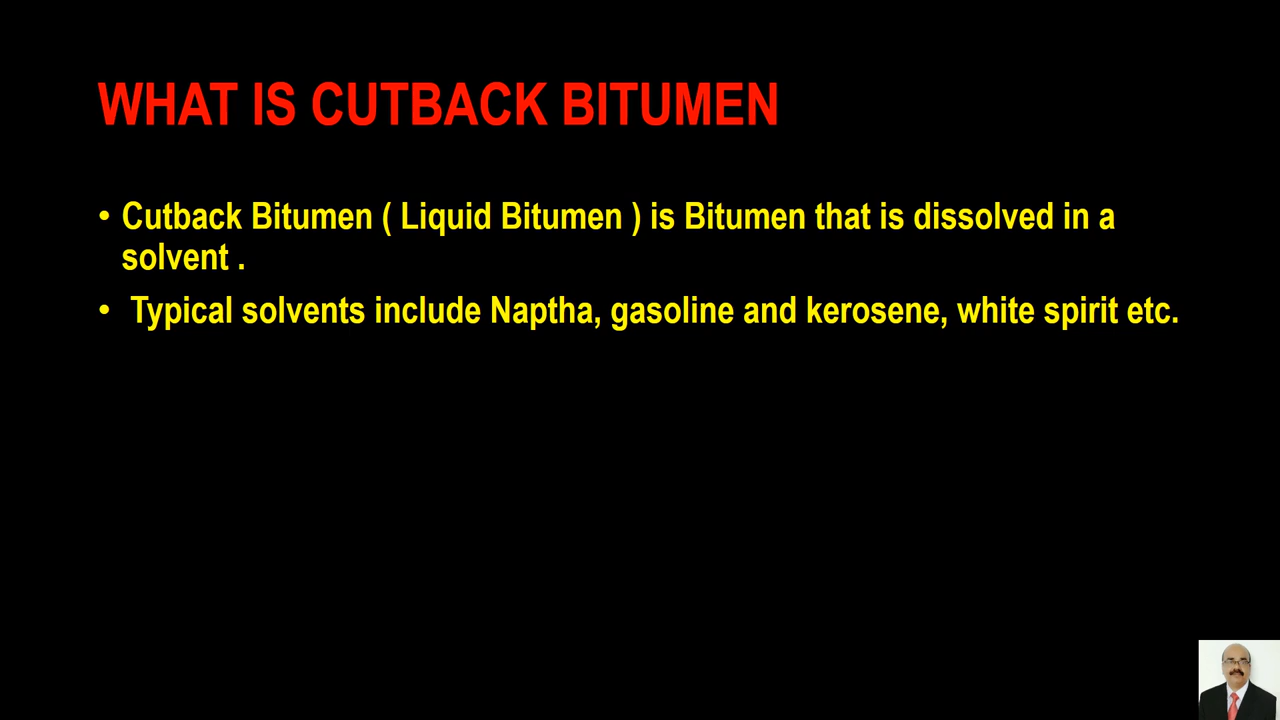 WHAT IS CUTBACK BITUMEN
• Cutback Bitumen ( Liquid Bitumen ) is Bitumen that is dissolved in a
solvent .
• Typical solvents include Naptha, gasoline and kerosene, white spirit etc.